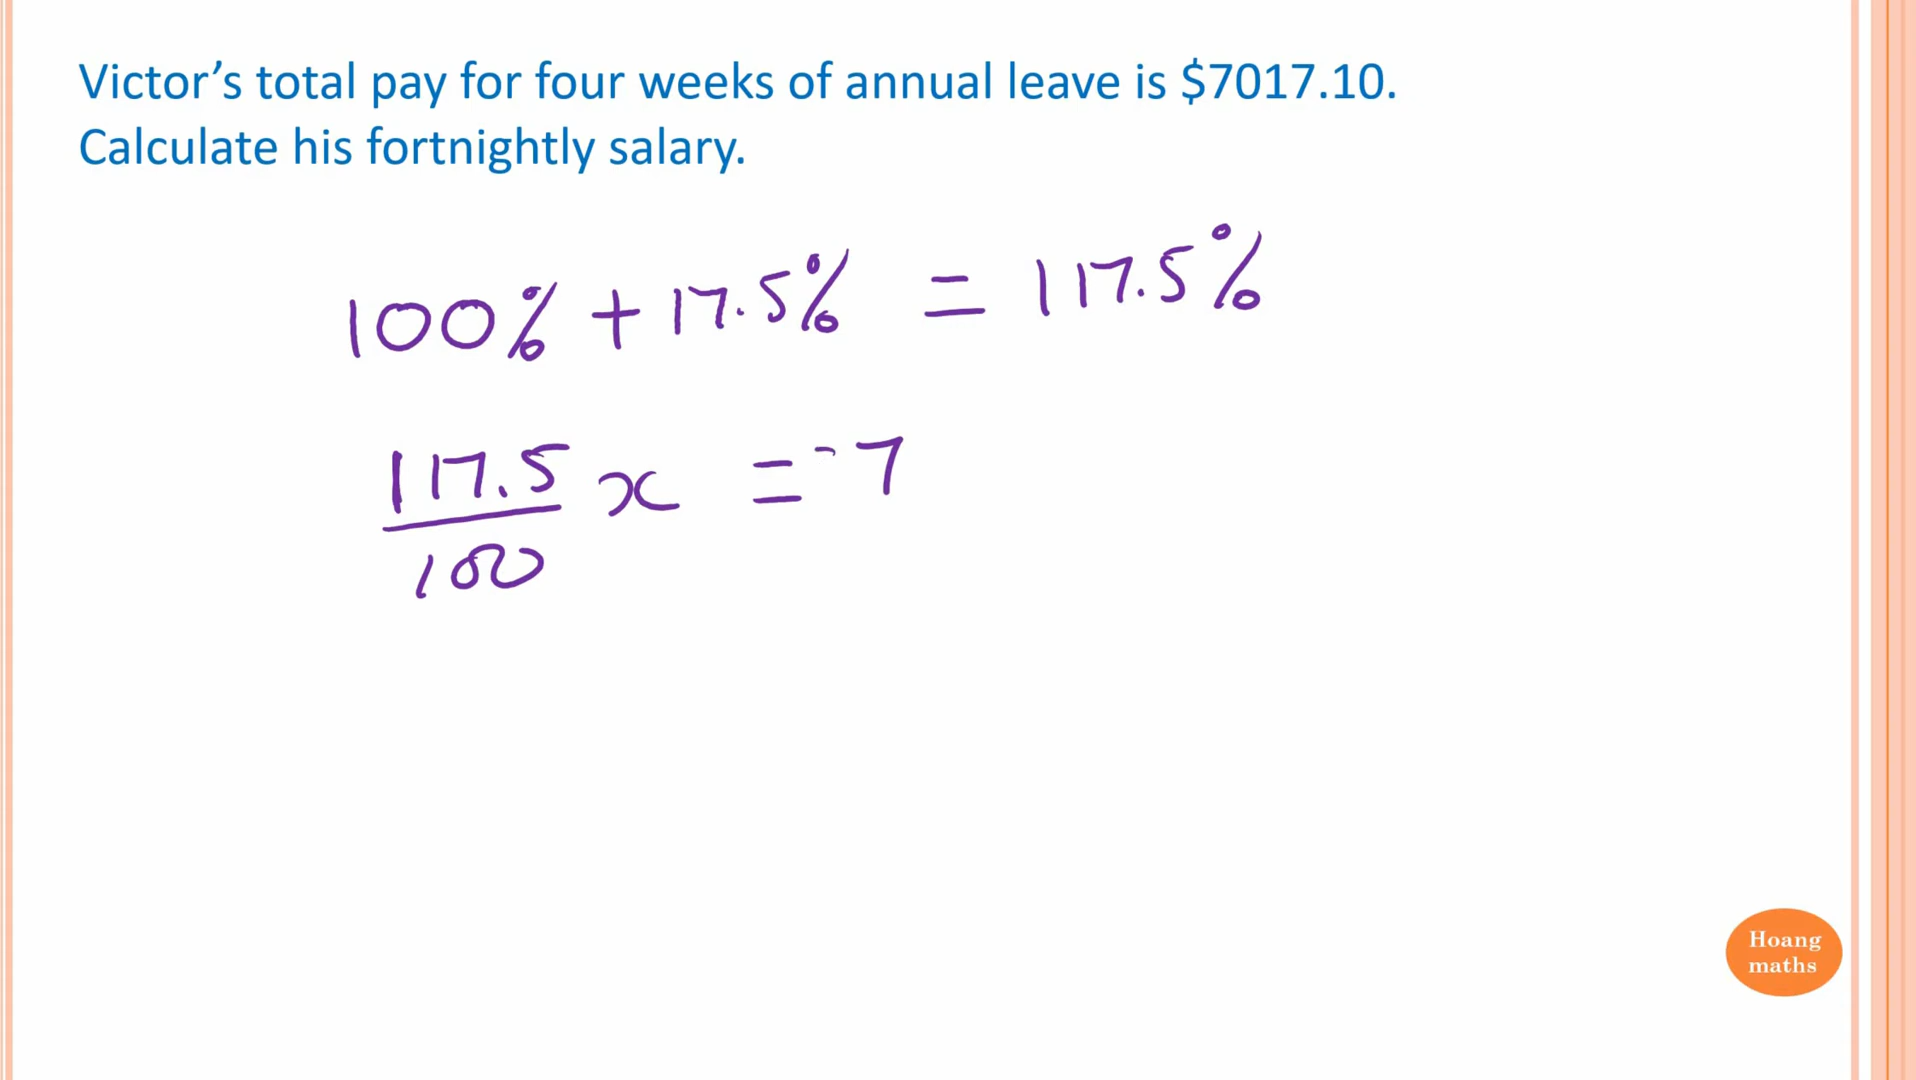 Victor’s total pay for four weeks of annual leave is $7017.10.
Calculate his fortnightly salary.
100% + 17.5% = 117.5%
117.5
x = 7
100
Hoang
maths